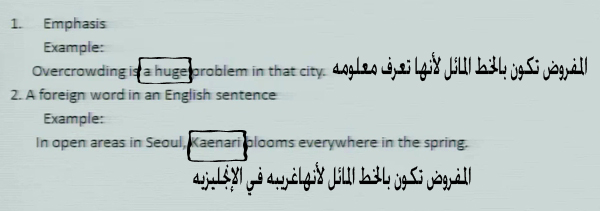 1. Emphasis
Example:
Overcrowding is a huge problem in that city. المفروض تكون بالخط المائل لأنها تعرف معلومه
2. A foreign word in an English sentence
Example:
In open areas in Seoul, Kaenari blooms everywhere in the spring.
المفروض تكون بالخط المائل لأنهاغريبه في الإنجليزيه